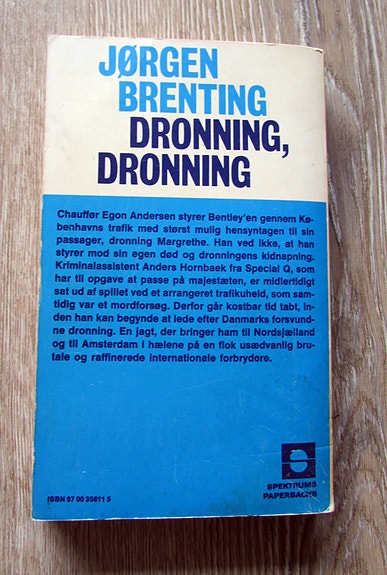 JØRGEN
BRENTING
DRONNING,
DRONNING
Chauffør Egon Andersen styrer Bentley'en gennem Kø-
benhavns trafik med størst mulig hensyntagen til sin
passager, dronning Margrethe. Han ved ikke, at han
styrer mod sin egen død og dronningens kidnapning.
Kriminalassistent Anders Hornbaek fra Special Q, som
har til opgave at passe på majestæten, er midlertidigt
sat ud af spillet ved et arrangeret trafikuheld, som sam-
tidig var et mordforsøg. Derfor går kostbar tid tabt, in-
den han kan begynde at lede efter Danmarks forsvund-
ne dronning. En jagt, der bringer ham til Nordsjælland
og til Amsterdam i hælene på en flok usædvanlig bru-
tale og raffinerede internationale forbrydere.
SPEKTRUMS
PAPERBACKS
ISBN 87 00 35611 5